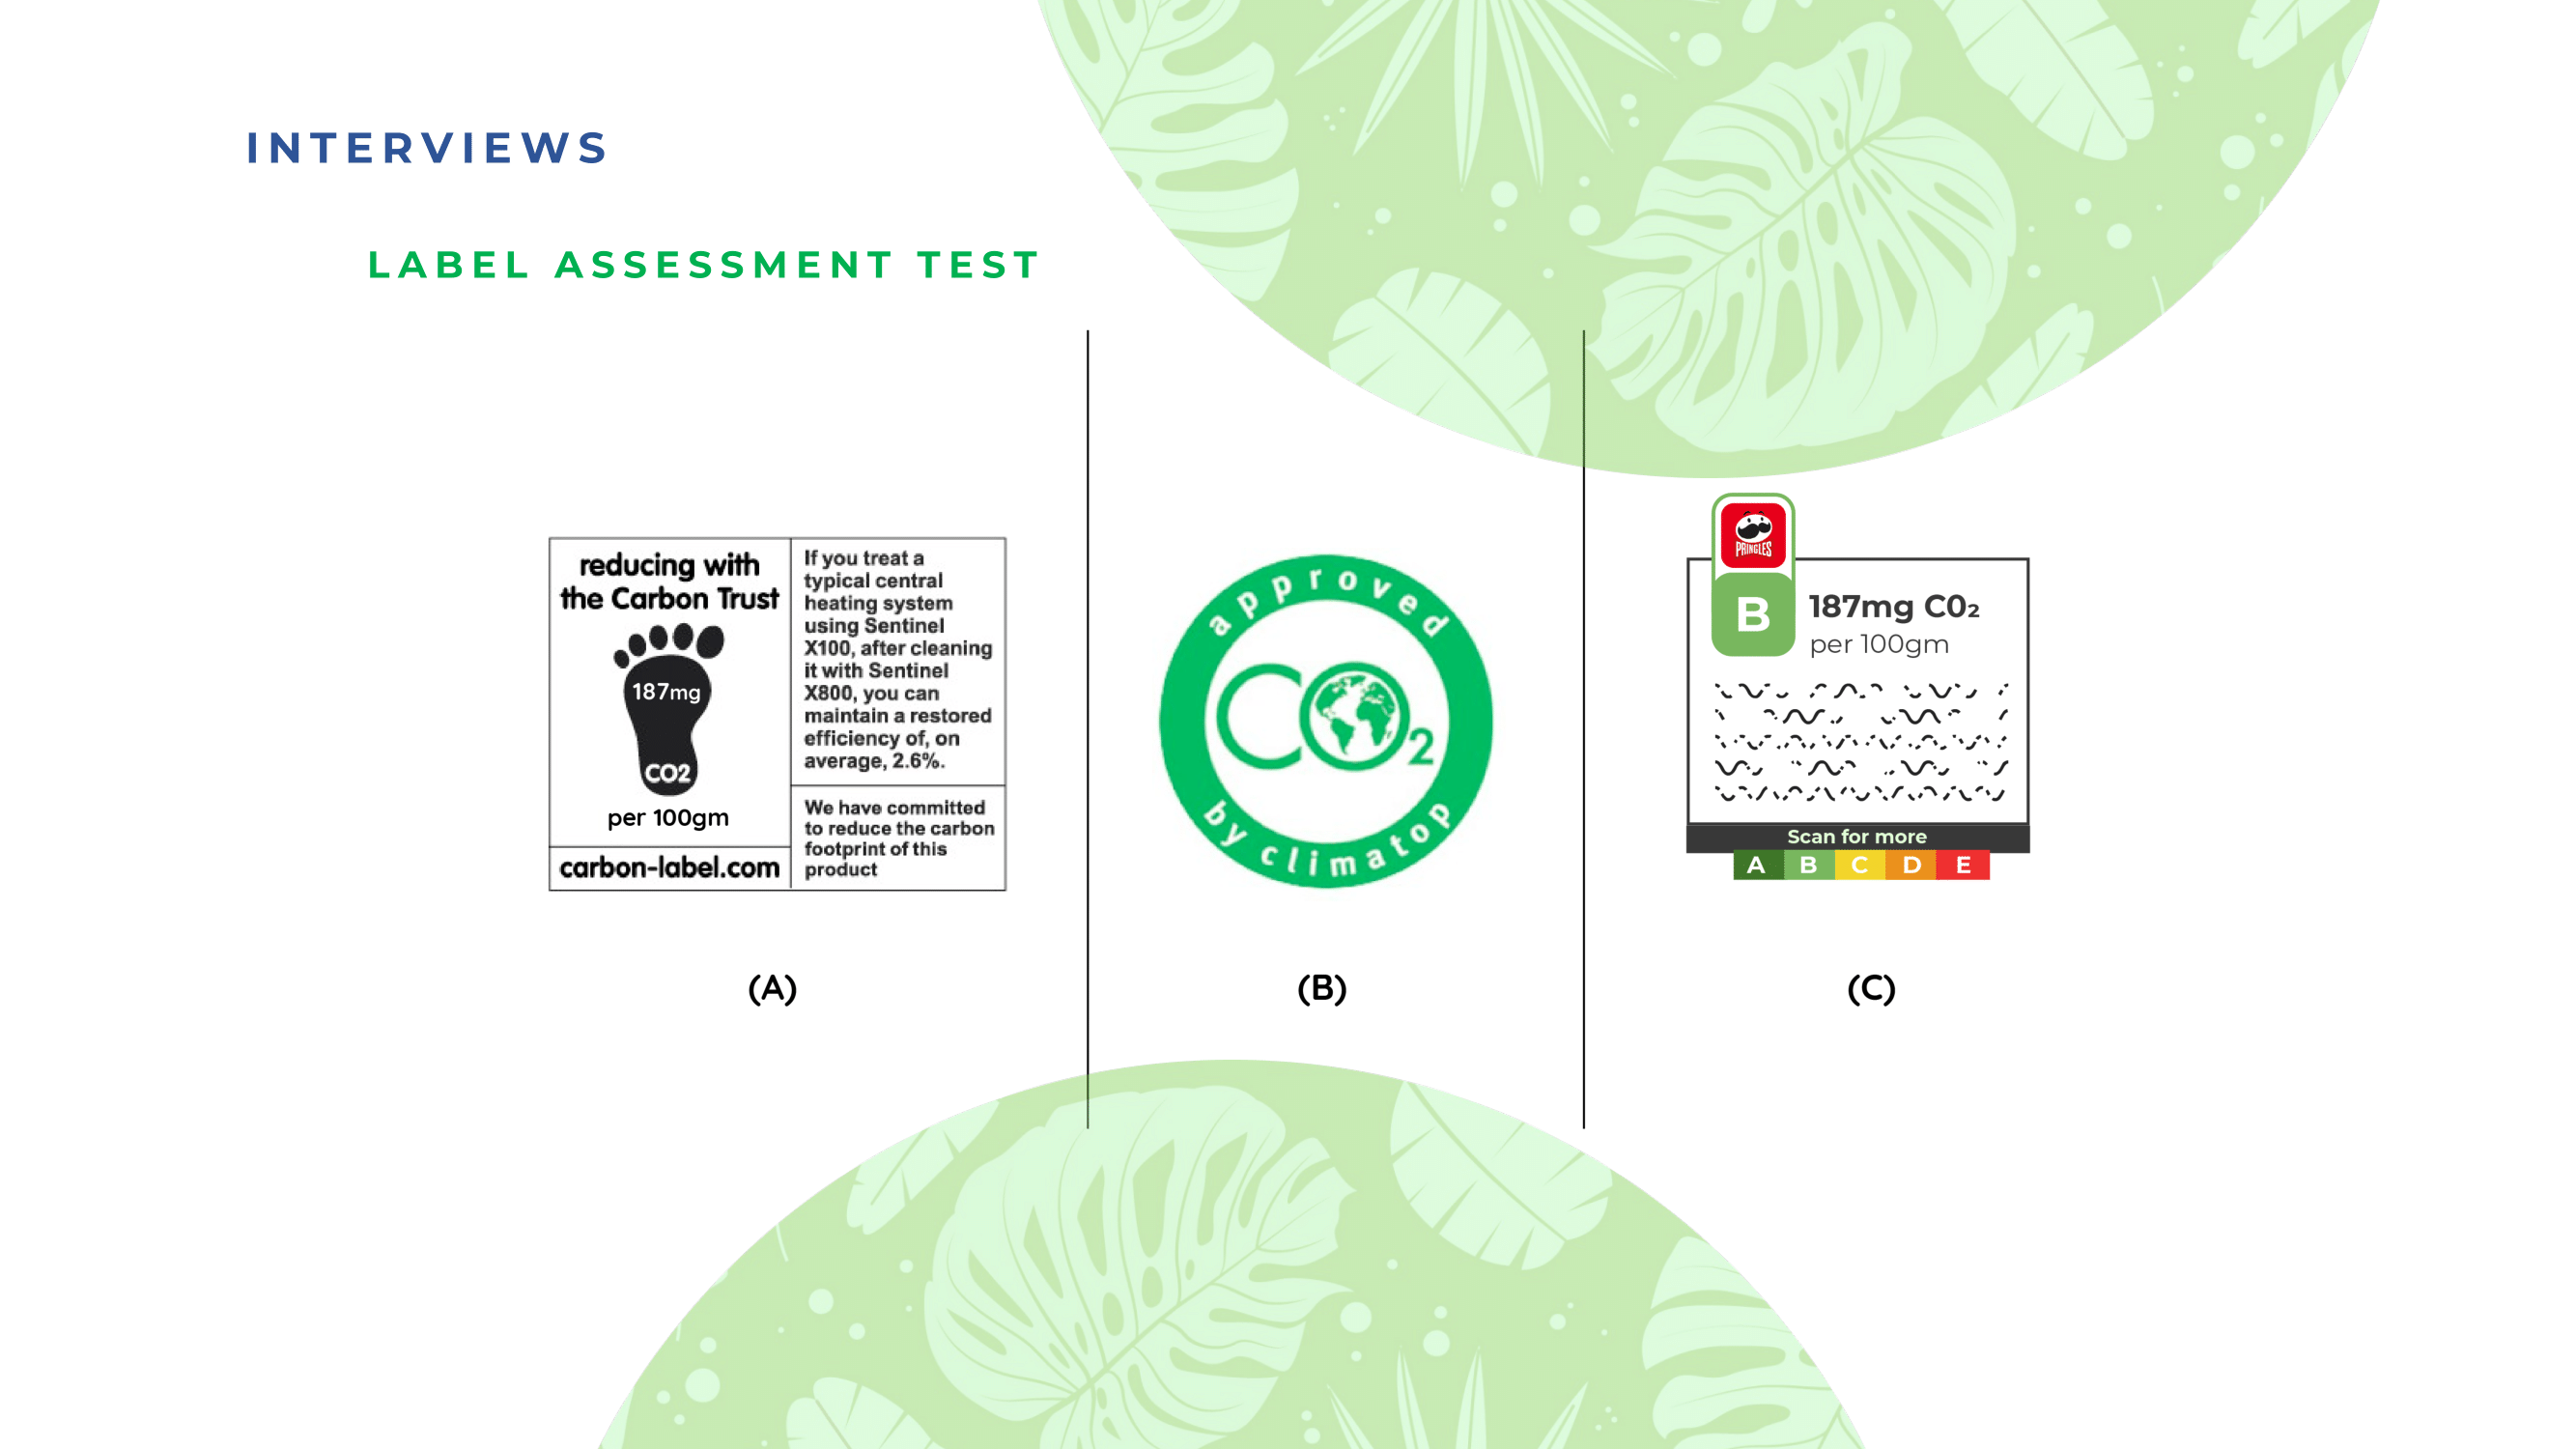 INTERVIEWS
LABEL ASSESSMENT TEST
reducing with
the Carbon Trust
187mg
CO2
per 100gm
carbon-label.com
If you treat a
typical central
heating system
using Sentinel
X100, after cleaning
it with Sentinel
X800, you can
maintain a restored
efficiency of, on
average, 2.6%.
We have committed
to reduce the carbon
footprint of this
product
(A)
approved
CO2
by climatop
(B)
PRINGLES
B
187mg C0₂
per 100gm
Scan for more
A B C D E
(C)